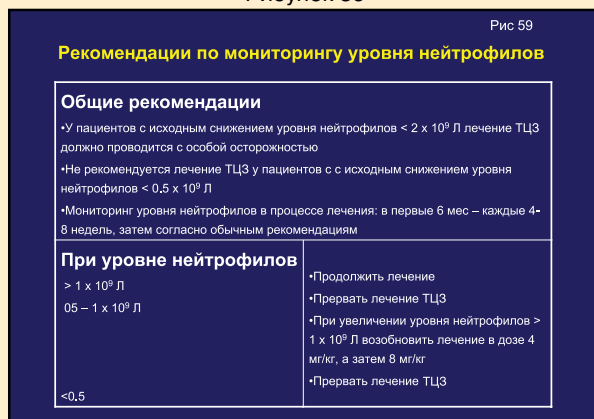 Рис 59
Рекомендации по мониторингу уровня нейтрофилов
Общие рекомендации
•У пациентов с исходным снижением уровня нейтрофилов < 2 x 10⁹ Л лечение ТЦЗ
должно проводится с особой осторожностью
•Не рекомендуется лечение ТЦЗ у пациентов с с исходным снижением уровня
нейтрофилов < 0.5 x 10⁹ Л
•Мониторинг уровня нейтрофилов в процессе лечения: в первые 6 мес – каждые 4-
8 недель, затем согласно обычным рекомендациям
При уровне нейтрофилов
> 1 x 10⁹ Л
05 – 1 x 10⁹ Л
<0.5
•Продолжить лечение
•Прервать лечение ТЦЗ
•При увеличении уровня нейтрофилов >
1 x 10⁹ Л возобновить лечение в дозе 4
мг/кг, а затем 8 мг/кг
•Прервать лечение ТЦЗ